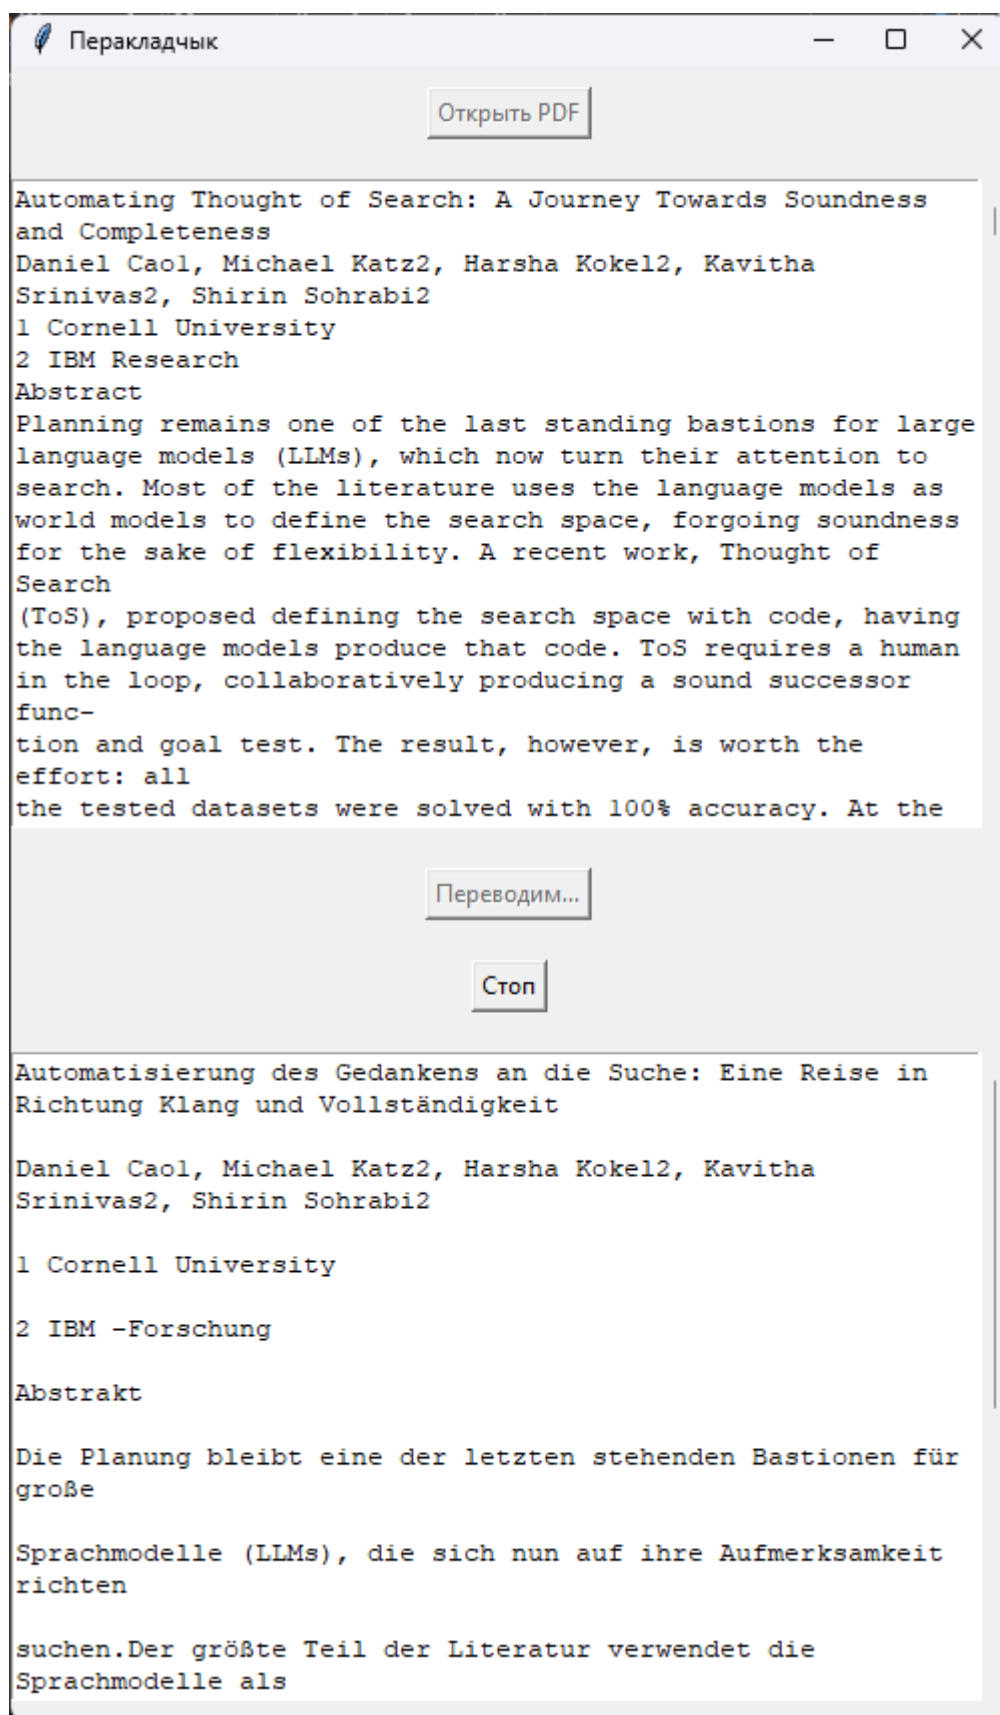 Перакладчык
Открыть PDF
Automating Thought of Search: A Journey Towards Soundness
and Completeness
Daniel Cao1, Michael Katz2, Harsha Kokel2, Kavitha
Srinivas2, Shirin Sohrabi2
1 Cornell University
2 IBM Research
Abstract
Planning remains one of the last standing bastions for large
language models (LLMs), which now turn their attention to
search. Most of the literature uses the language models as
world models to define the search space, forgoing soundness
for the sake of flexibility. A recent work, Thought of
Search
(ToS), proposed defining the search space with code, having
the language models produce that code. ToS requires a human
in the loop, collaboratively producing a sound successor
func-
tion and goal test. The result, however, is worth the
effort: all
the tested datasets were solved with 100% accuracy. At the
Переводим...
Стоп
Automatisierung des Gedankens an die Suche: Eine Reise in
Richtung Klang und Vollständigkeit
Daniel Cao1, Michael Katz2, Harsha Kokel2, Kavitha
Srinivas2, Shirin Sohrabi2
1 Cornell University
2 IBM -Forschung
Abstrakt
Die Planung bleibt eine der letzten stehenden Bastionen für
große
Sprachmodelle (LLMs), die sich nun auf ihre Aufmerksamkeit
richten
suchen.Der größte Teil der Literatur verwendet die
Sprachmodelle als